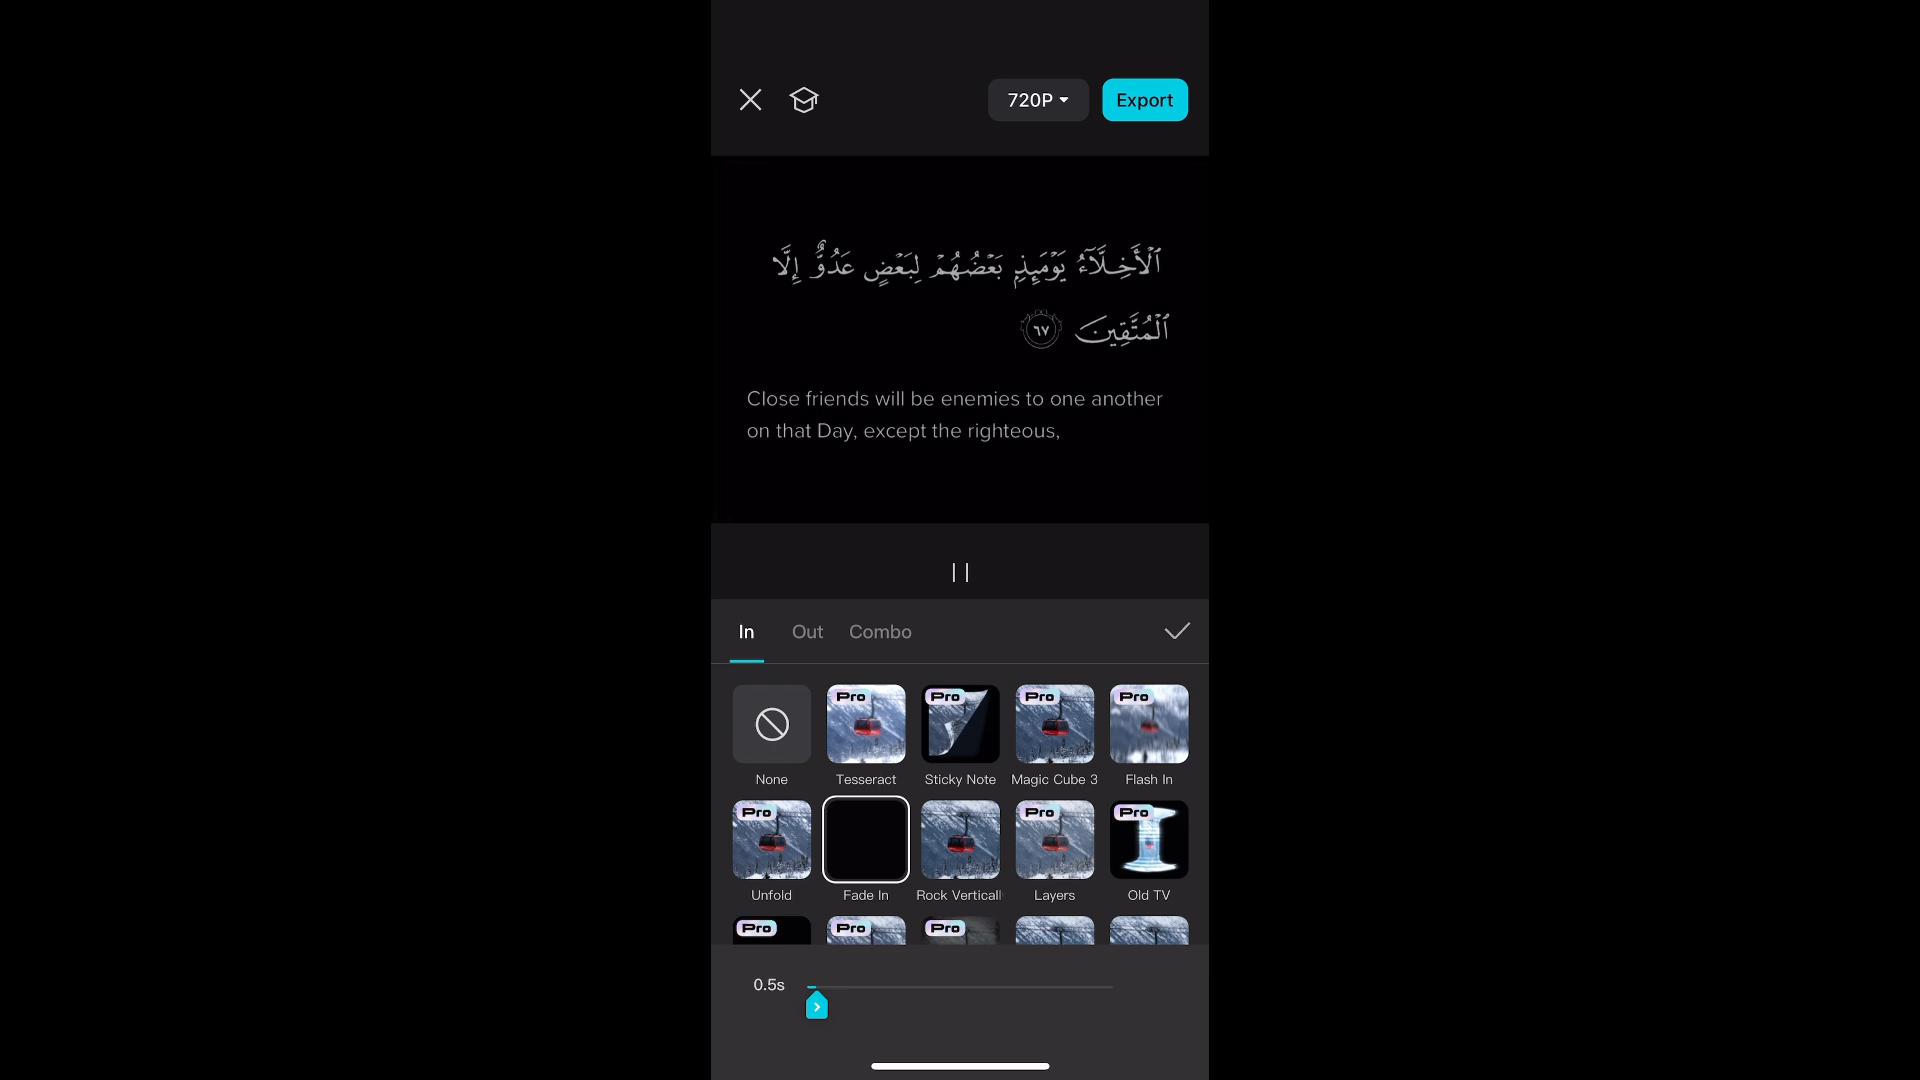 720P
Export
ٱلْأَخِلَّآءُ يَوْمَئِذٍۭ بَعْضُهُمْ لِبَعْضٍ عَدُوٌّ إِلَّا
ٱلْمُتَّقِينَ ٦٧
Close friends will be enemies to one another
on that Day, except the righteous,
In Out Combo
Pro Pro Pro Pro
None Tesseract Sticky Note Magic Cube 3 Flash In
Pro Pro Pro
Unfold Fade In Rock Verticall Layers Old TV
Pro Pro Pro
0.5s